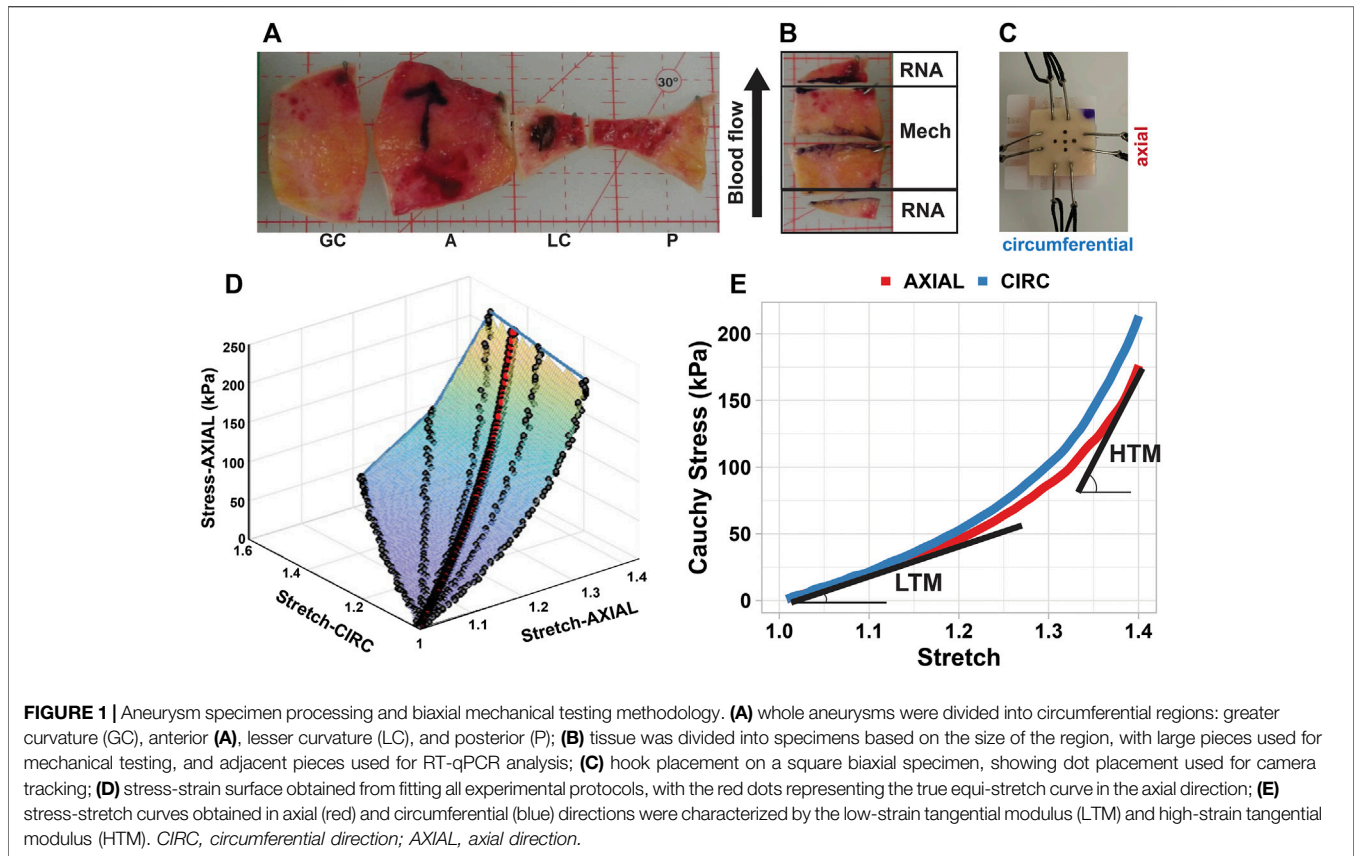 A
B
C
30°
GC
A
LC
P
Blood flow
RNA
Mech
RNA
axial
circumferential
D
Stress-AXIAL (kPa)
250
200
150
100
50
0
1.6
1.4
1.2
1
Stretch-CIRC
1.1
1.2
1.3
1.4
Stretch-AXIAL
E
AXIAL CIRC
Cauchy Stress (kPa)
200
150
100
50
0
HTM
LTM
1.0 1.1 1.2 1.3 1.4
Stretch
FIGURE 1 | Aneurysm specimen processing and biaxial mechanical testing methodology. (A) whole aneurysms were divided into circumferential regions: greater
curvature (GC), anterior (A), lesser curvature (LC), and posterior (P); (B) tissue was divided into specimens based on the size of the region, with large pieces used for
mechanical testing, and adjacent pieces used for RT-qPCR analysis; (C) hook placement on a square biaxial specimen, showing dot placement used for camera
tracking; (D) stress-strain surface obtained from fitting all experimental protocols, with the red dots representing the true equi-stretch curve in the axial direction; (E)
stress-stretch curves obtained in axial (red) and circumferential (blue) directions were characterized by the low-strain tangential modulus (LTM) and high-strain tangential
modulus (HTM). CIRC, circumferential direction; AXIAL, axial direction.